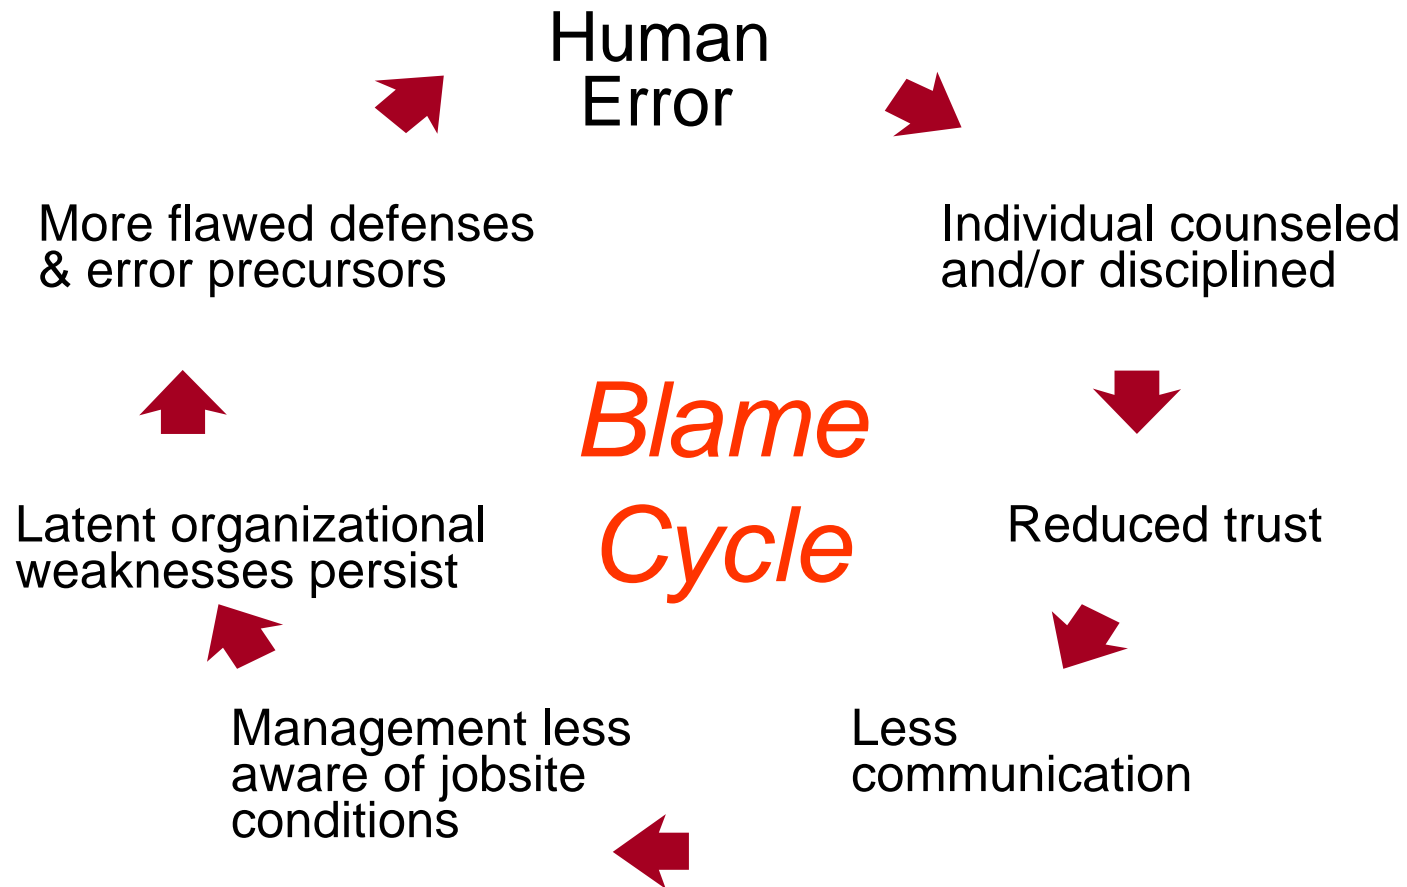 Human
Error
Individual counseled
and/or disciplined
Reduced trust
Less
communication
Management less
aware of jobsite
conditions
Latent organizational
weaknesses persist
More flawed defenses
& error precursors
Blame
Cycle